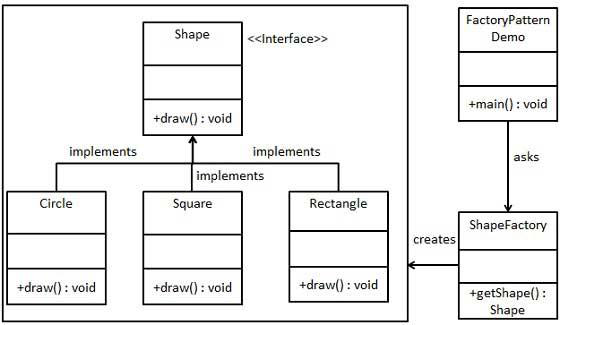 Shape
<<Interface>>
+draw() : void
implements
implements
implements
Circle
+draw() : void
Square
+draw() : void
Rectangle
+draw() : void
FactoryPattern
Demo
+main() : void
asks
creates
ShapeFactory
+getShape() :
Shape